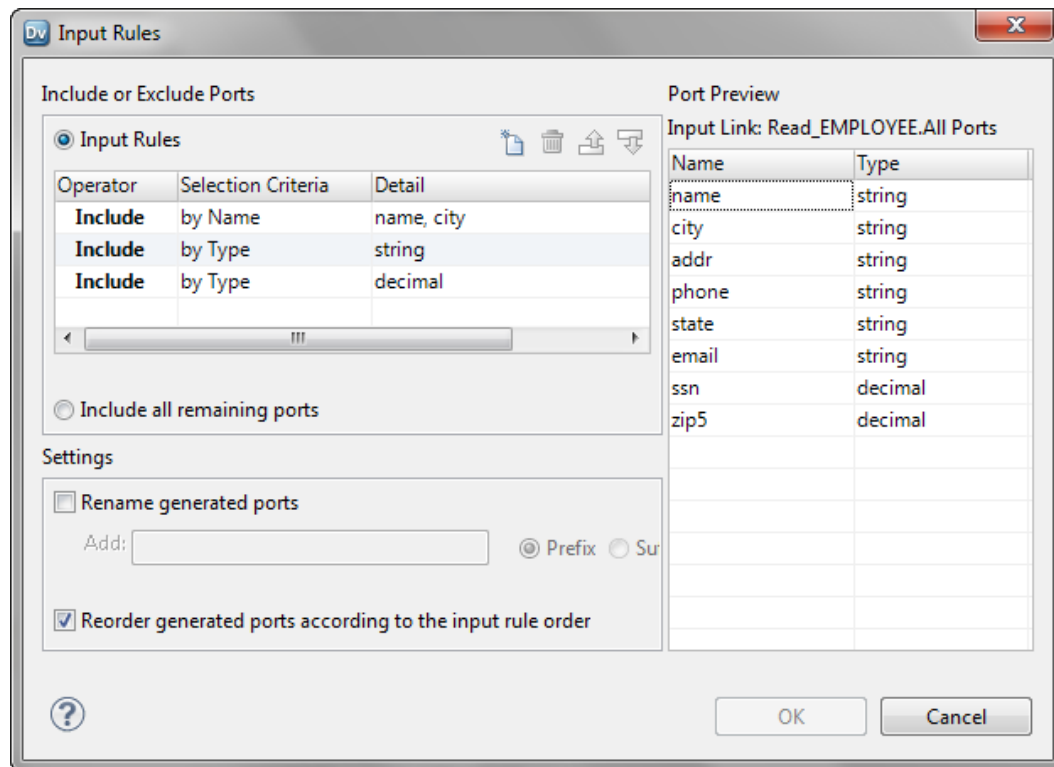 Dv Input Rules
Include or Exclude Ports
Input Rules
Operator Selection Criteria Detail
Include by Name name, city
Include by Type string
Include by Type decimal
Include all remaining ports
Settings
Rename generated ports
Add: Prefix Su
Reorder generated ports according to the input rule order
Port Preview
Input Link: Read_EMPLOYEE.All Ports
Name Type
name string
city string
addr string
phone string
state string
email string
ssn decimal
zip5 decimal
? OK Cancel